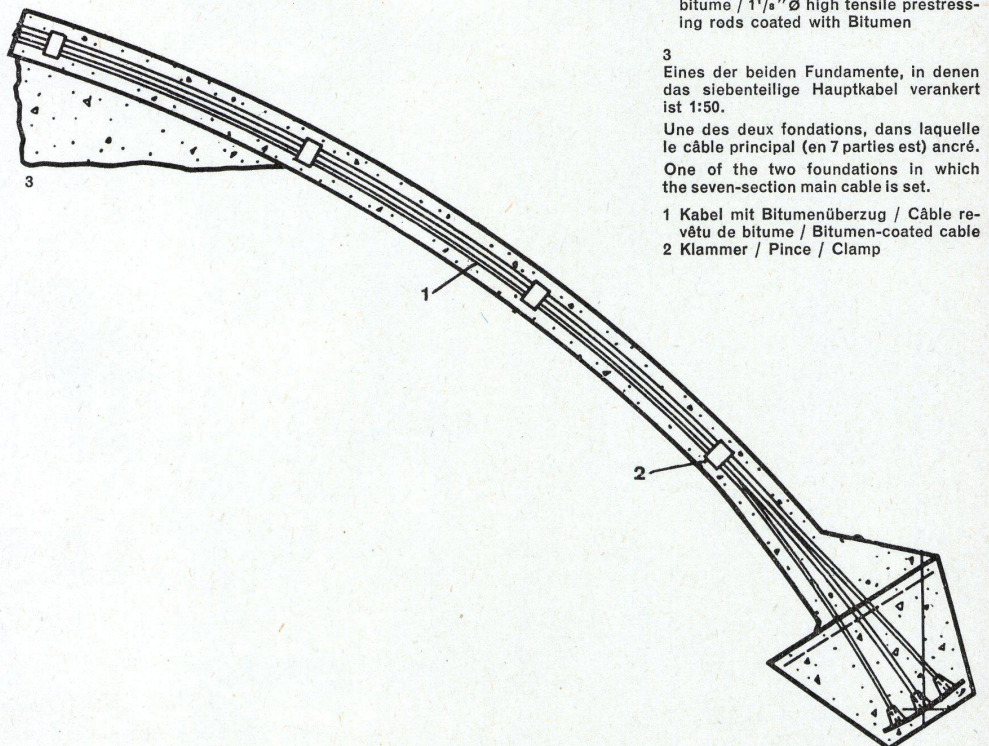 bitume / 1¹/₈″ Ø high tensile prestress-
ing rods coated with Bitumen
3
Eines der beiden Fundamente, in denen
das siebenteilige Hauptkabel verankert
ist 1:50.
Une des deux fondations, dans laquelle
le câble principal (en 7 parties est) ancré.
One of the two foundations in which
the seven-section main cable is set.
1 Kabel mit Bitumenüberzug / Câble re-
vêtu de bitume / Bitumen-coated cable
2 Klammer / Pince / Clamp
3
1
2